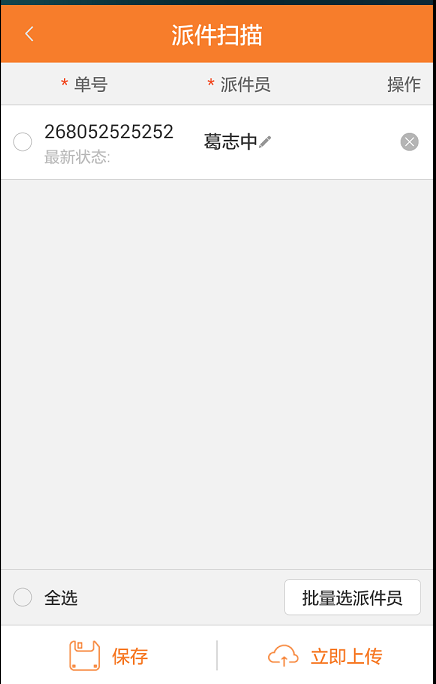 派件扫描
* 单号 * 派件员 操作
268052525252 葛志中
最新状态:
全选 批量选派件员
保存 立即上传